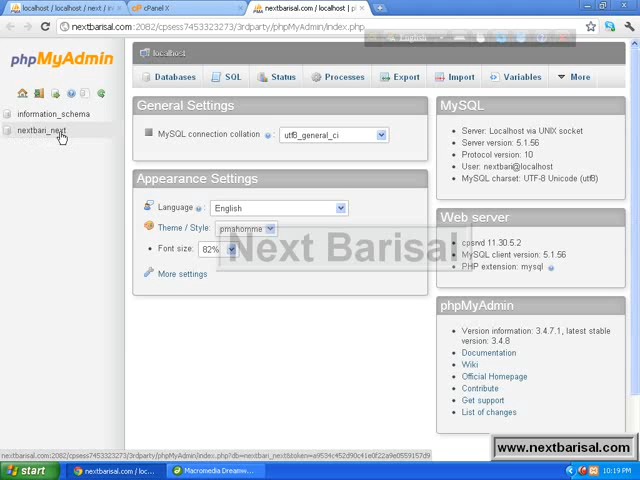 localhost / localhost / next / in
cPanel X
nextbarisal.com / localhost | p
nextbarisal.com:2082/cpsess7453323273/3rdparty/phpMyAdmin/index.php
English
phpMyAdmin
localhost
Databases
SQL
Status
Processes
Export
Import
Variables
More
information_schema
nextbari_next
General Settings
MySQL connection collation
utf8_general_ci
Appearance Settings
Language
English
Theme / Style:
pmahomme
Font size:
82%
More settings
MySQL
Server: Localhost via UNIX socket
Server version: 5.1.56
Protocol version: 10
User: nextbari@localhost
MySQL charset: UTF-8 Unicode (utf8)
Web server
cpsrvd 11.30.5.2
MySQL client version: 5.1.56
PHP extension: mysql
Next Barisal
phpMyAdmin
Version information: 3.4.7.1, latest stable
version: 3.4.8
Documentation
Wiki
Official Homepage
Contribute
Get support
List of changes
www.nextbarisal.com
start
nextbarisal.com / loc...
Macromedia Dreamw...
10:19 PM